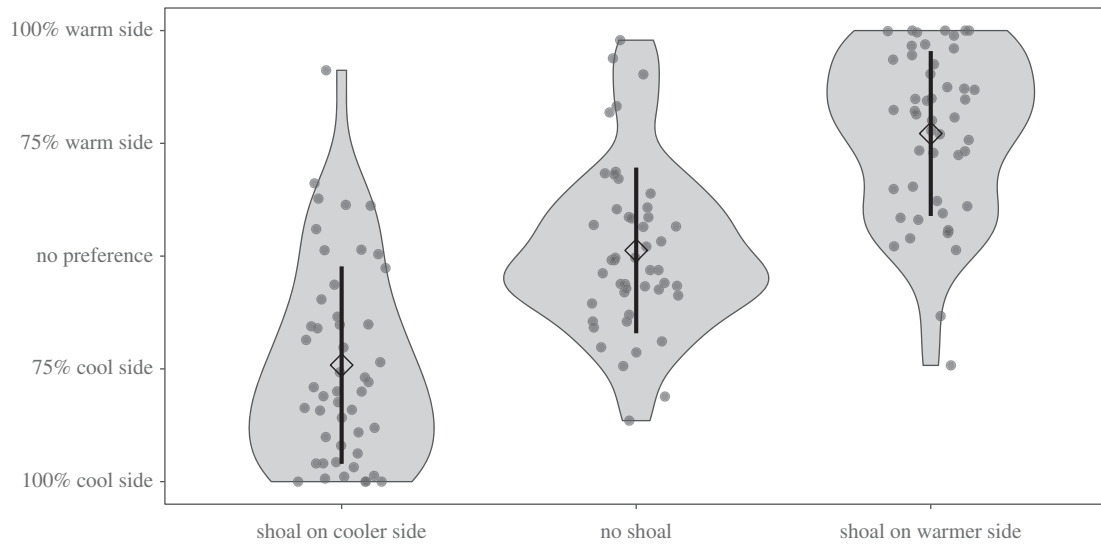 100% warm side
75% warm side
no preference
75% cool side
100% cool side
shoal on cooler side
no shoal
shoal on warmer side